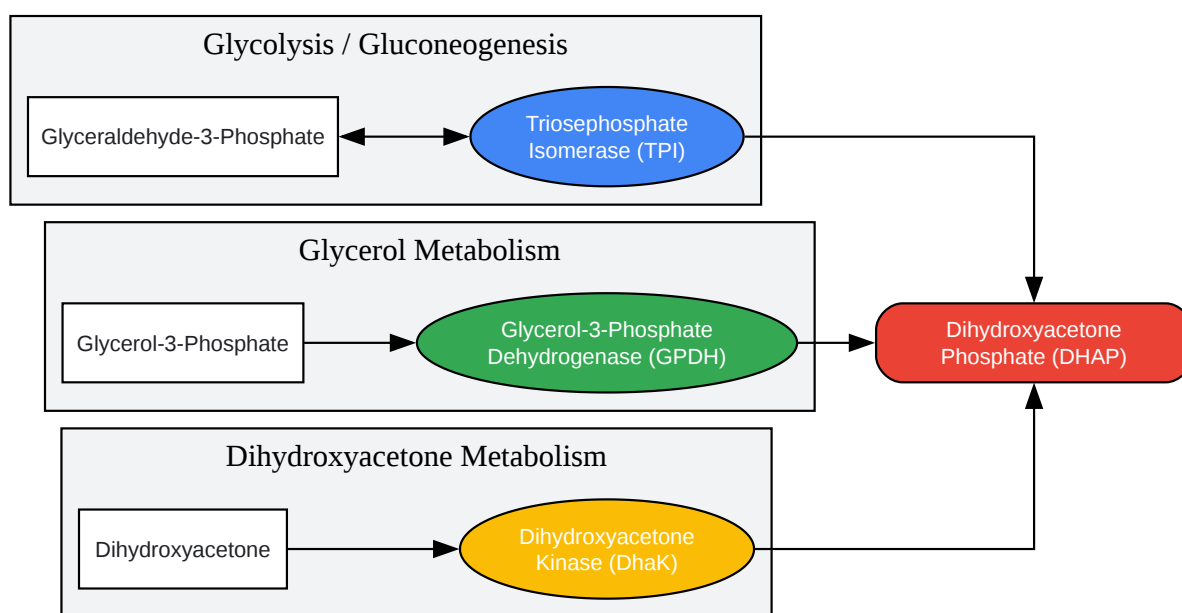 Glycolysis / Gluconeogenesis
Glyceraldehyde-3-Phosphate
Triosephosphate
Isomerase (TPI)
Glycerol Metabolism
Glycerol-3-Phosphate
Glycerol-3-Phosphate
Dehydrogenase (GPDH)
Dihydroxyacetone
Phosphate (DHAP)
Dihydroxyacetone Metabolism
Dihydroxyacetone
Dihydroxyacetone
Kinase (DhaK)